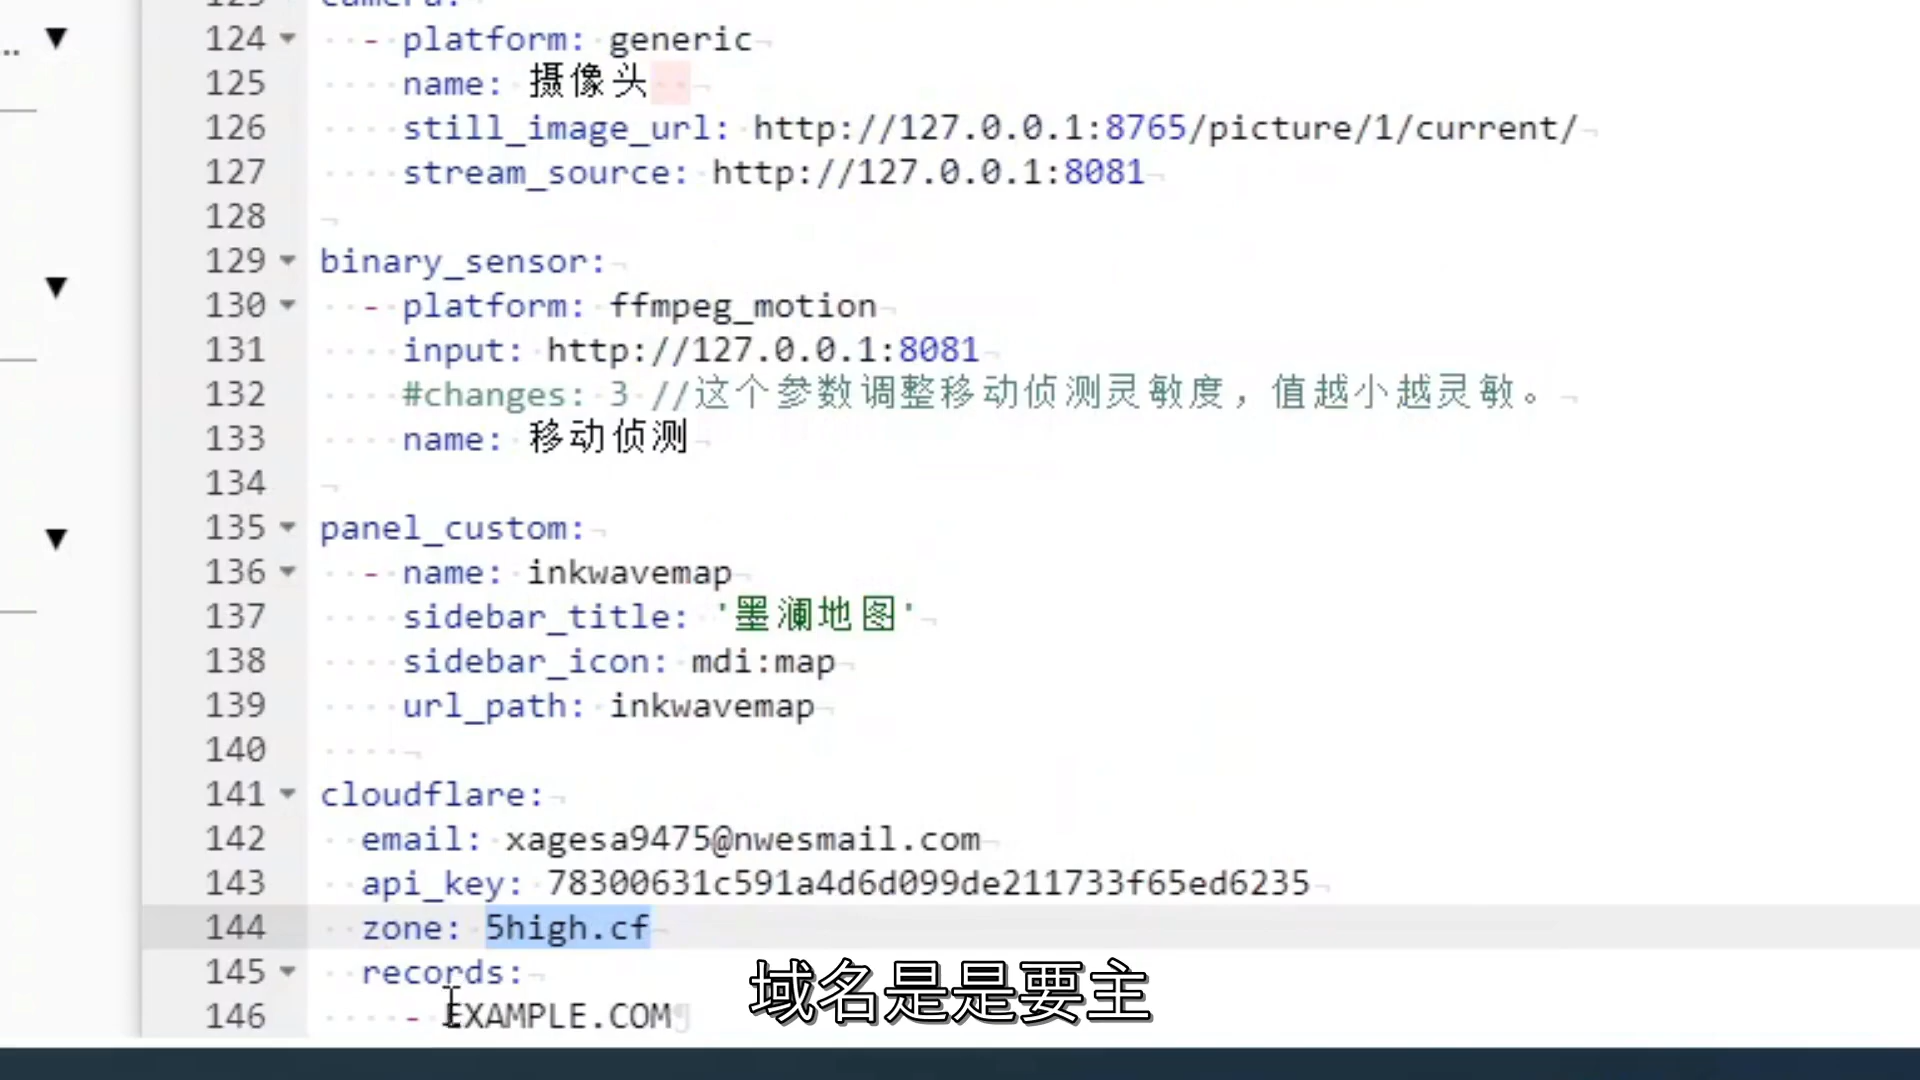 124 - platform: generic
125 name: 摄像头
126 still_image_url: http://127.0.0.1:8765/picture/1/current/
127 stream_source: http://127.0.0.1:8081
128
129 binary_sensor:
130 - platform: ffmpeg_motion
131 input: http://127.0.0.1:8081
132 #changes: 3 //这个参数调整移动侦测灵敏度，值越小越灵敏。
133 name: 移动侦测
134
135 panel_custom:
136 - name: inkwavemap
137 sidebar_title: '墨澜地图'
138 sidebar_icon: mdi:map
139 url_path: inkwavemap
140
141 cloudflare:
142 email: xagesa9475@nwesmail.com
143 api_key: 78300631c591a4d6d099de211733f65ed6235
144 zone: 5high.cf
145 records:
146 - EXAMPLE.COM
域名是是要主